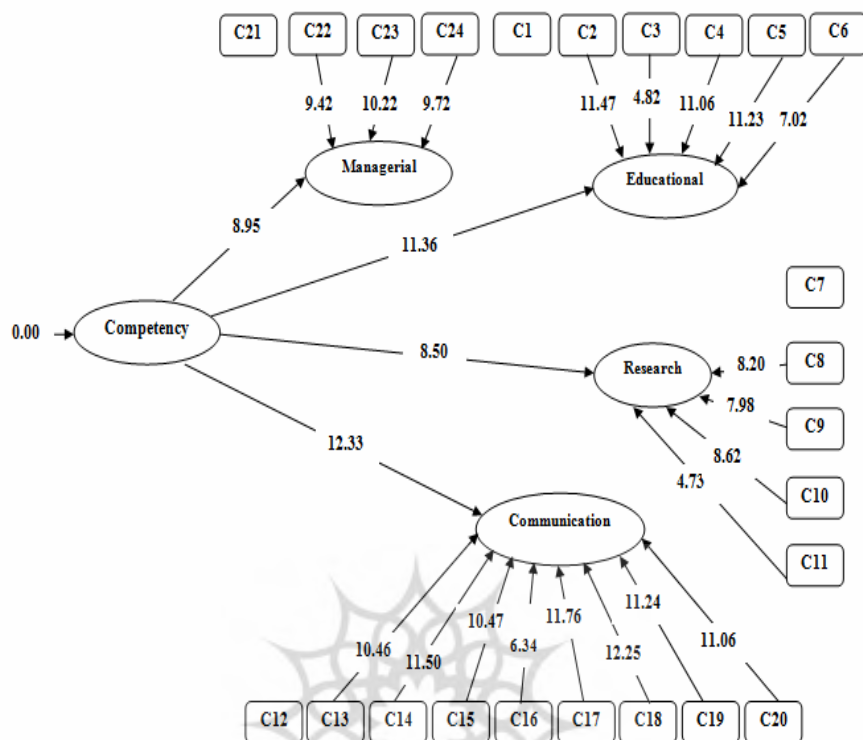 C21 C22 C23 C24 C1 C2 C3 C4 C5 C6
9.42 10.22 9.72 11.47 4.82 11.06 11.23 7.02
Managerial Educational
8.95 11.36
C7
0.00 Competency
8.50 Research 8.20 C8
7.98 C9
12.33 8.62
4.73 C10
Communication
C11
10.46 11.50 10.47 6.34 11.76 12.25 11.24 11.06
C12 C13 C14 C15 C16 C17 C18 C19 C20